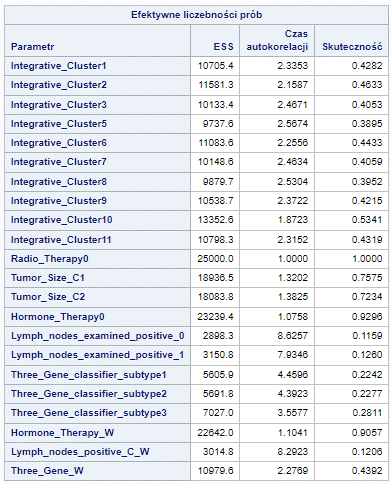 Efektywne liczebności prób
Parametr ESS Czas autokorelacji Skuteczność
Integrative_Cluster1 10705.4 2.3353 0.4282
Integrative_Cluster2 11581.3 2.1587 0.4633
Integrative_Cluster3 10133.4 2.4671 0.4053
Integrative_Cluster5 9737.6 2.5674 0.3895
Integrative_Cluster6 11083.6 2.2556 0.4433
Integrative_Cluster7 10148.6 2.4634 0.4059
Integrative_Cluster8 9879.7 2.5304 0.3952
Integrative_Cluster9 10538.7 2.3722 0.4215
Integrative_Cluster10 13352.6 1.8723 0.5341
Integrative_Cluster11 10798.3 2.3152 0.4319
Radio_Therapy0 25000.0 1.0000 1.0000
Tumor_Size_C1 18936.5 1.3202 0.7575
Tumor_Size_C2 18083.8 1.3825 0.7234
Hormone_Therapy0 23239.4 1.0758 0.9296
Lymph_nodes_examined_positive_0 2898.3 8.6257 0.1159
Lymph_nodes_examined_positive_1 3150.8 7.9346 0.1260
Three_Gene_classifier_subtype1 5605.9 4.4596 0.2242
Three_Gene_classifier_subtype2 5691.8 4.3923 0.2277
Three_Gene_classifier_subtype3 7027.0 3.5577 0.2811
Hormone_Therapy_W 22642.0 1.1041 0.9057
Lymph_nodes_positive_C_W 3014.8 8.2923 0.1206
Three_Gene_W 10979.6 2.2769 0.4392